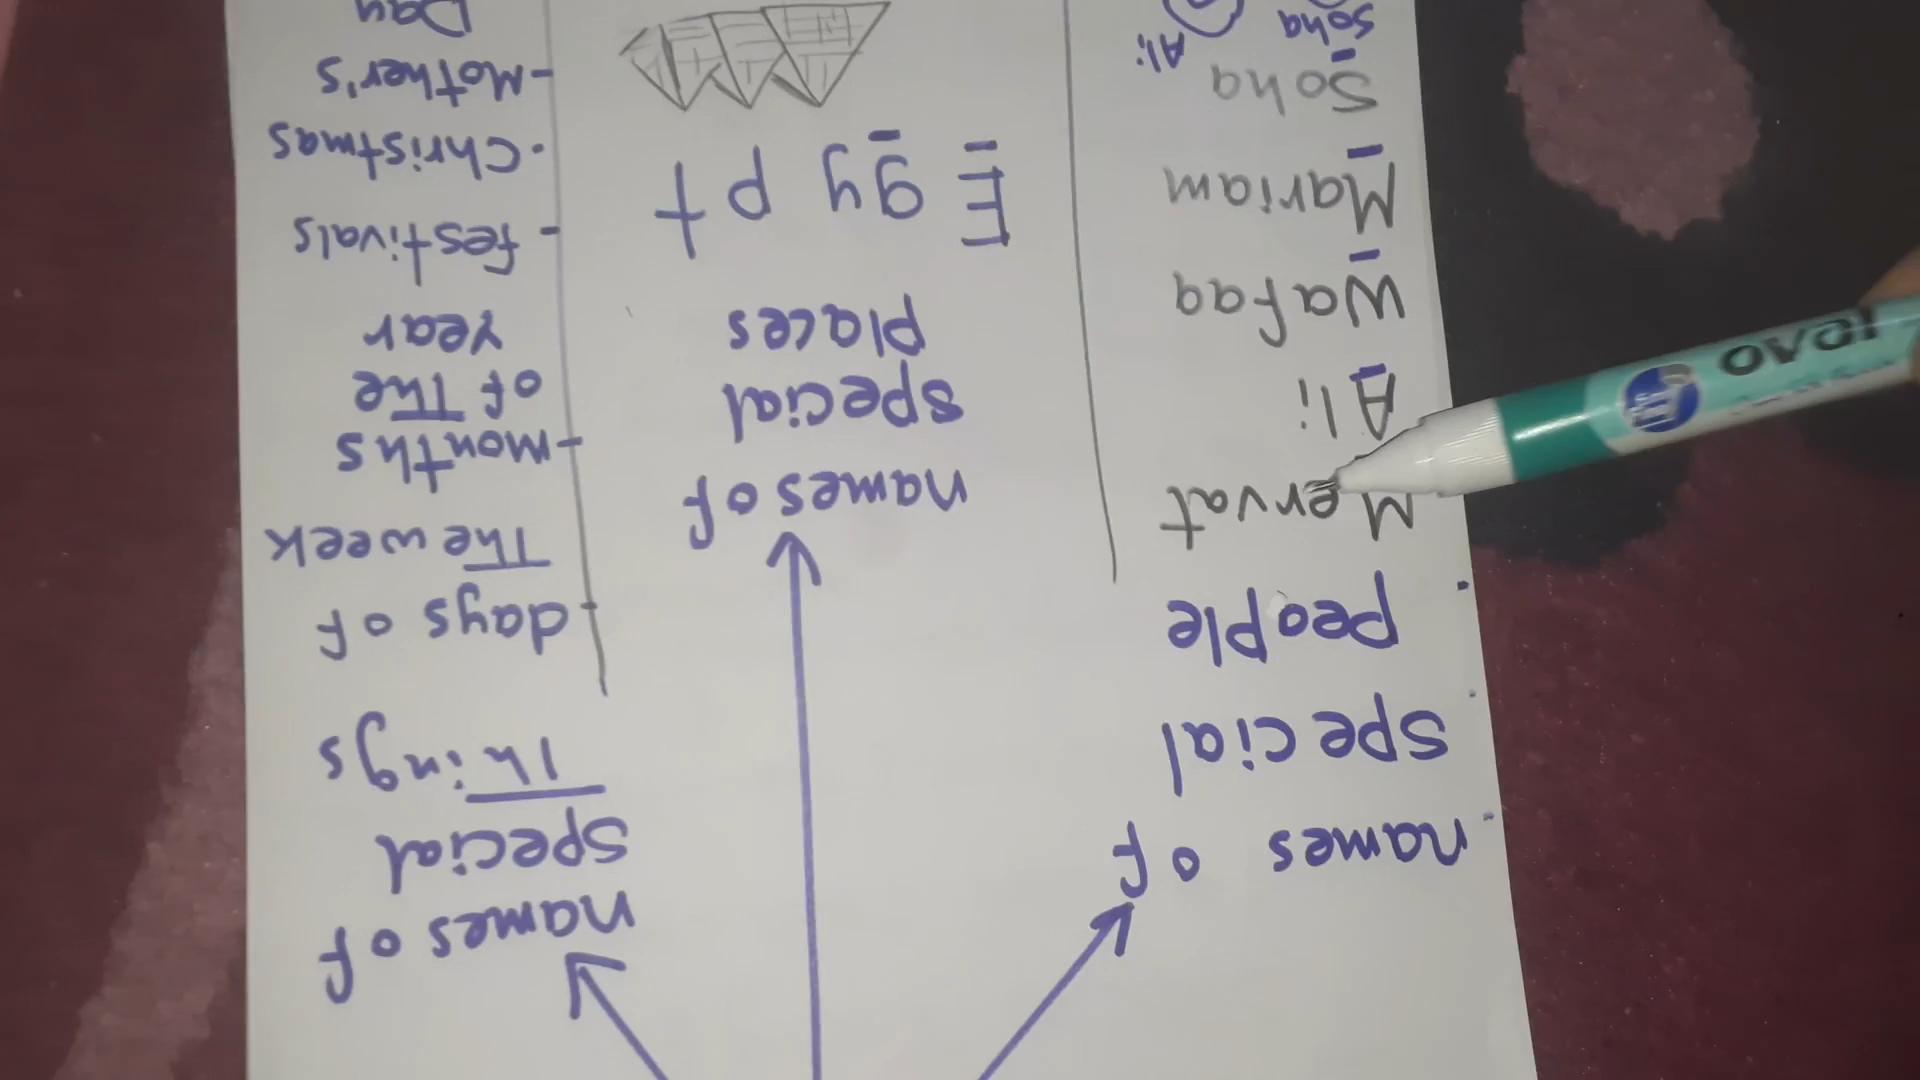 names of
special
people
Mervat
Ali
Wafaa
Mariam
Soha
Soha
Ali
names of
special
places
Egypt
names of
special
Things
-days of
The week
-months
of The
year
- festivals
. Christmas
-Mother's
Day